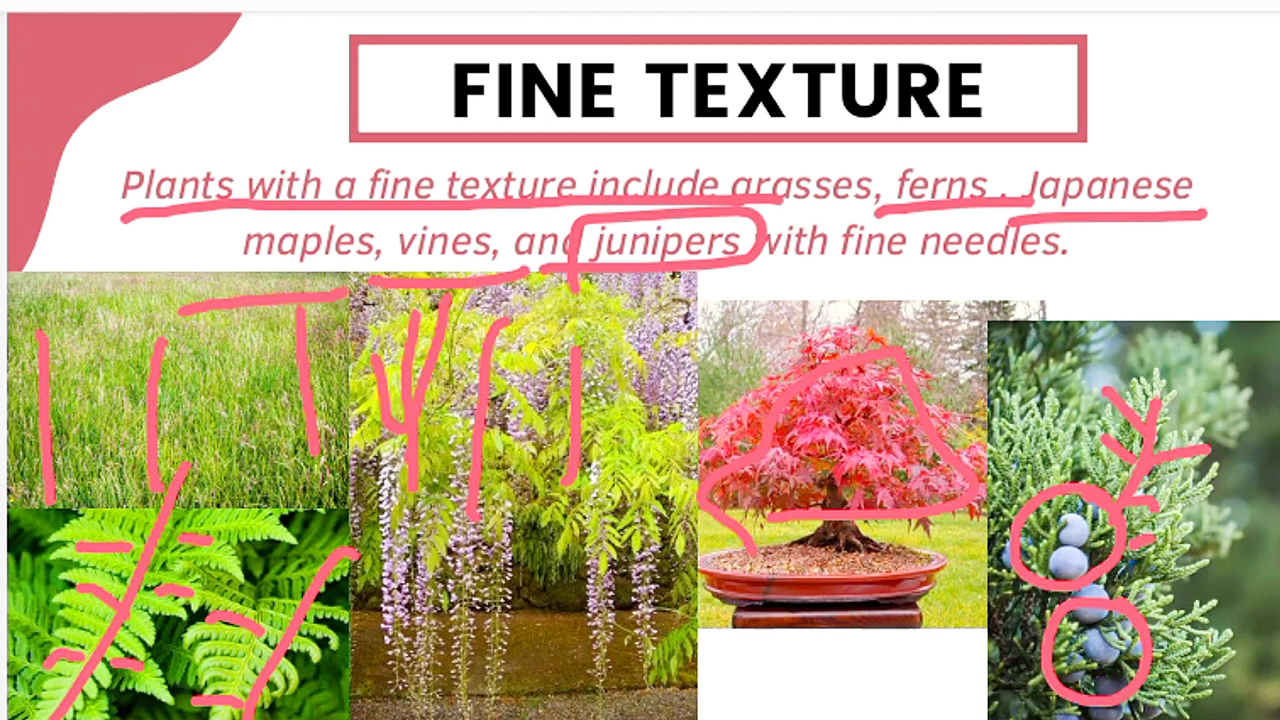 FINE TEXTURE
Plants with a fine texture include grasses, ferns , Japanese
maples, vines, and junipers with fine needles.